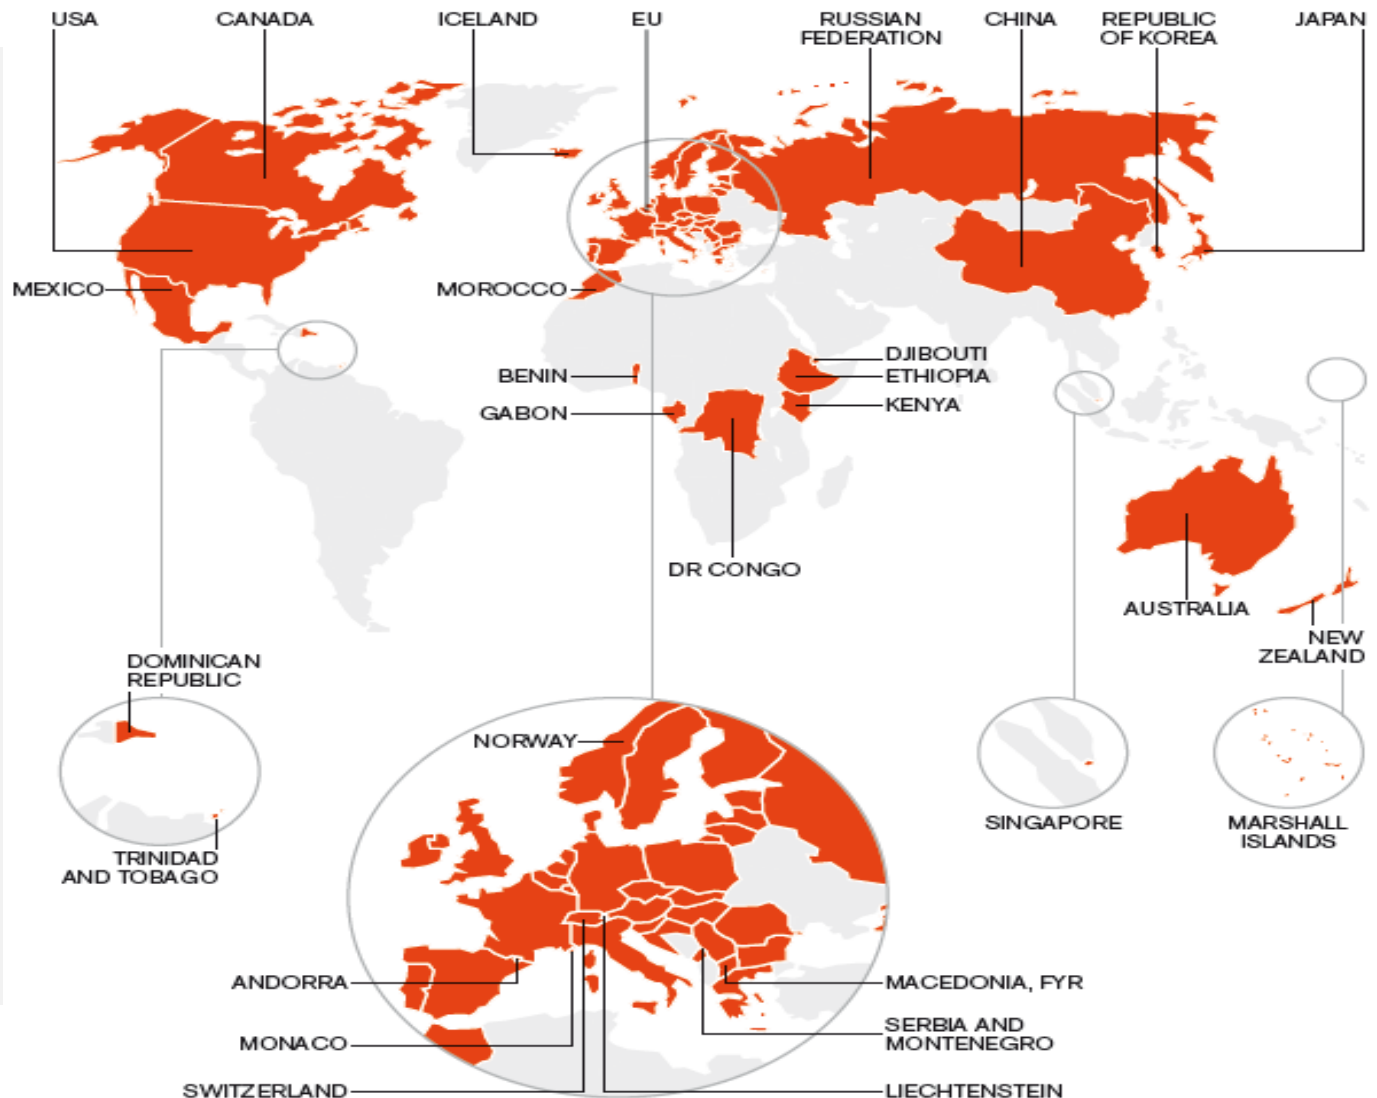 USA
CANADA
ICELAND
EU
RUSSIAN
FEDERATION
CHINA
REPUBLIC
OF KOREA
JAPAN
MEXICO
MOROCCO
BENIN
GABON
DJIBOUTI
ETHIOPIA
KENYA
DR CONGO
AUSTRALIA
NEW
ZEALAND
DOMINICAN
REPUBLIC
TRINIDAD
AND TOBAGO
NORWAY
SINGAPORE
MARSHALL
ISLANDS
ANDORRA
MONACO
SWITZERLAND
MACEDONIA, FYR
SERBIA AND
MONTENEGRO
LIECHTENSTEIN